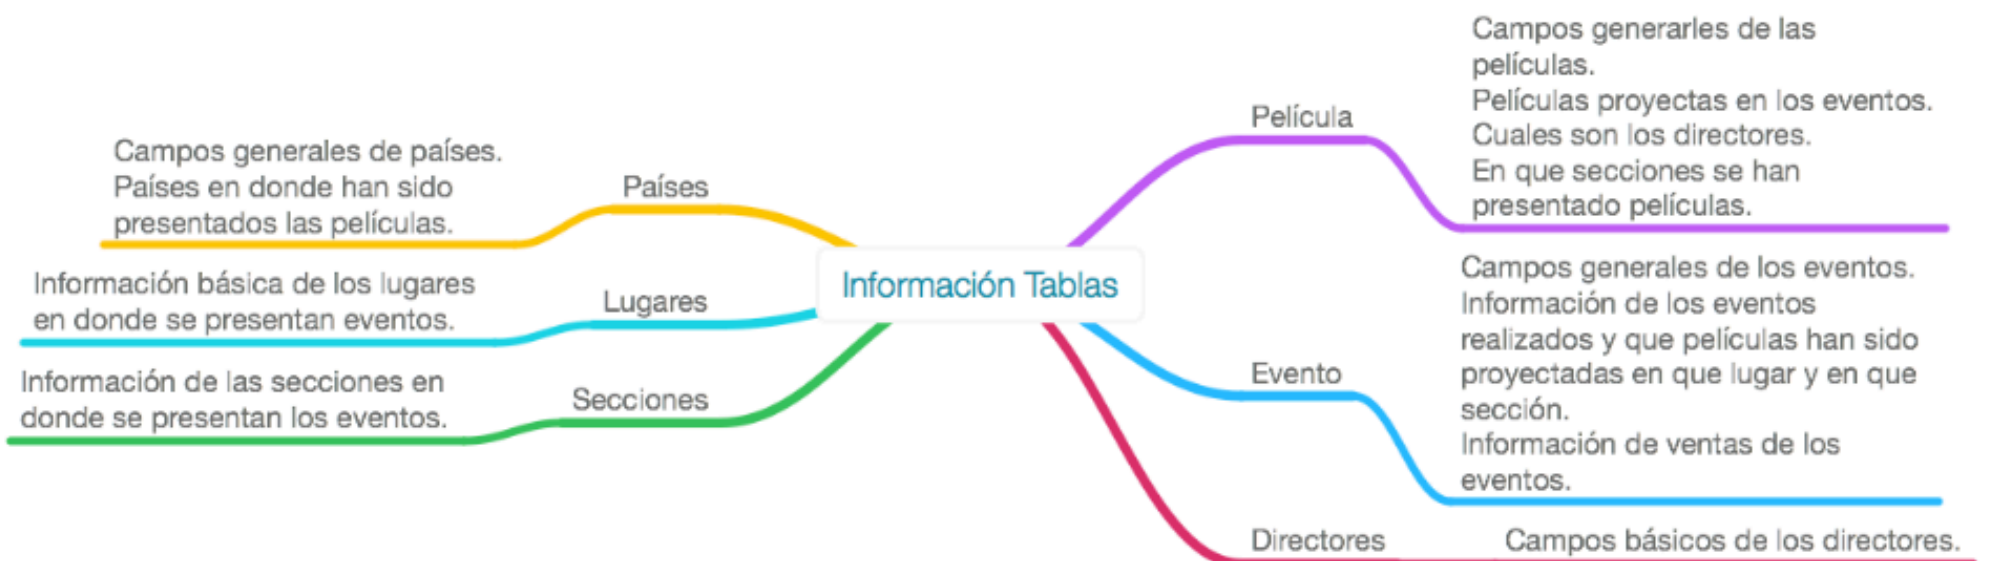 Información Tablas
Película
Campos generarles de las
películas.
Películas proyectas en los eventos.
Cuales son los directores.
En que secciones se han
presentado películas.
Evento
Campos generales de los eventos.
Información de los eventos
realizados y que películas han sido
proyectadas en que lugar y en que
sección.
Información de ventas de los
eventos.
Directores
Campos básicos de los directores.
Países
Campos generales de países.
Países en donde han sido
presentados las películas.
Lugares
Información básica de los lugares
en donde se presentan eventos.
Secciones
Información de las secciones en
donde se presentan los eventos.